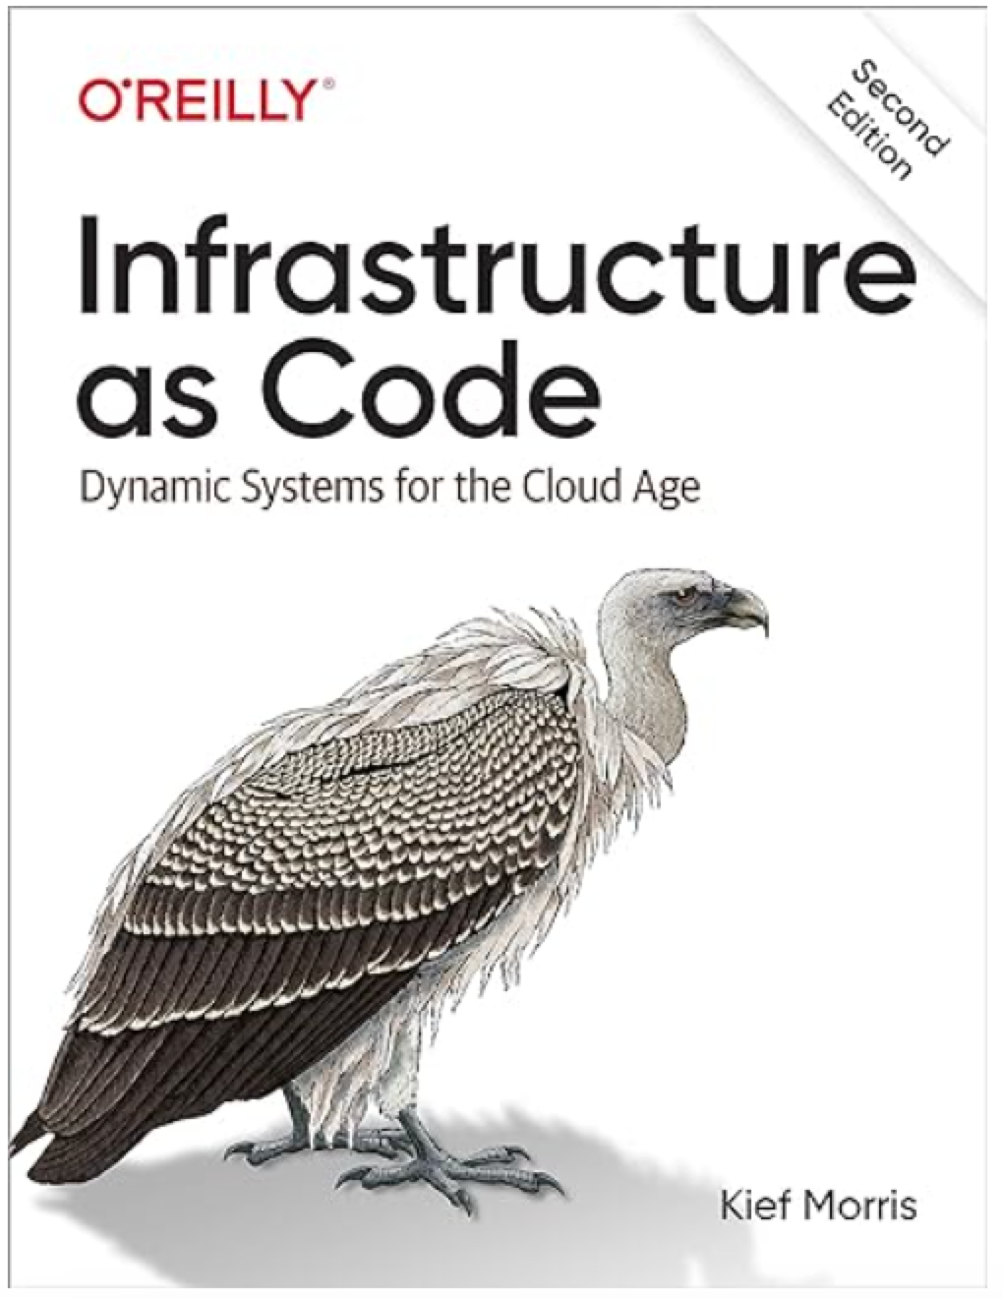 O'REILLY®
Second
Edition
Infrastructure
as Code
Dynamic Systems for the Cloud Age
Kief Morris